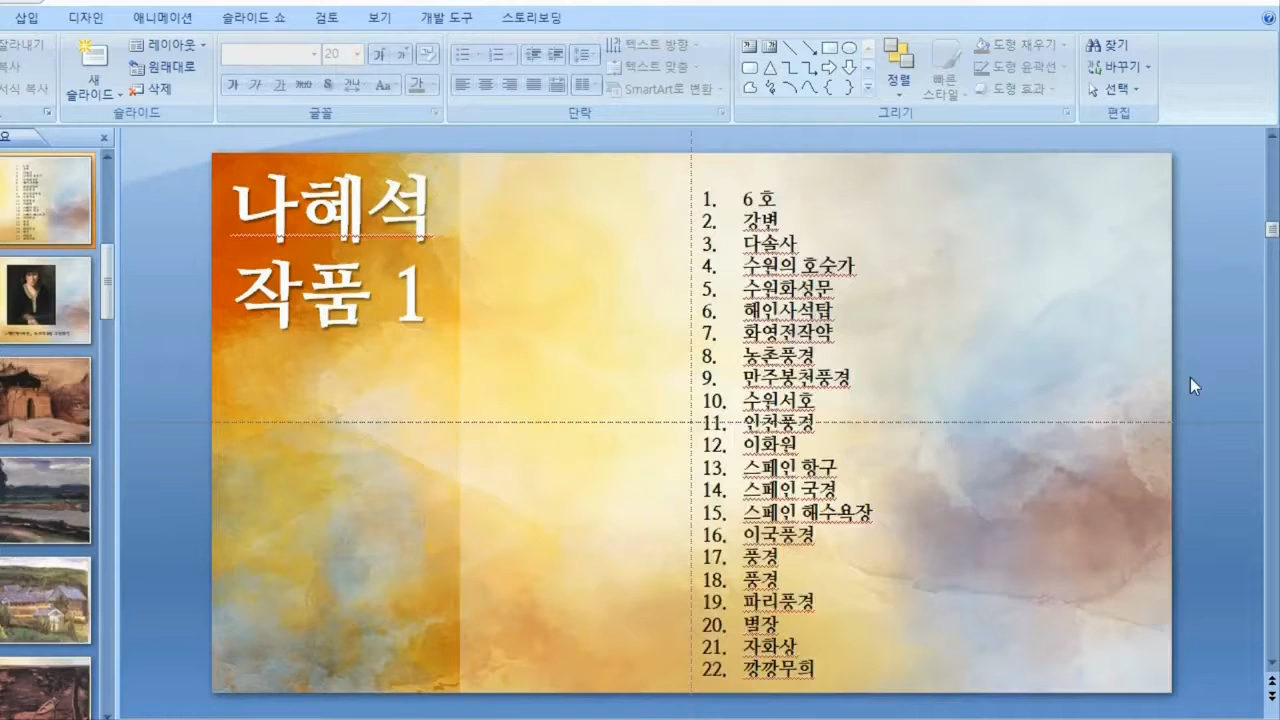 삽입 디자인 애니메이션 슬라이드 쇼 검토 보기 개발 도구 스토리보딩
잘라내기
복사
서식 복사
새
슬라이드
레이아웃
원래대로
삭제
슬라이드
20
가 가
가 가 가 가가 S 간나 Aa 가
글꼴
텍스트 방향
텍스트 맞춤
SmartArt로 변환
단락
정렬
빠른
스타일
도형 채우기
도형 윤곽선
도형 효과
그리기
찾기
바꾸기
선택
편집
요
나혜석
작품 1
1. 6 호
2. 강변
3. 다솔사
4. 수원의 호숫가
5. 수원화성문
6. 해인사석탑
7. 화영전작약
8. 농촌풍경
9. 만주봉천풍경
10. 수원서호
11. 인천풍경
12. 이화원
13. 스페인 항구
14. 스페인 국경
15. 스페인 해수욕장
16. 이국풍경
17. 풍경
18. 풍경
19. 파리풍경
20. 별장
21. 자화상
22. 깡깡무희